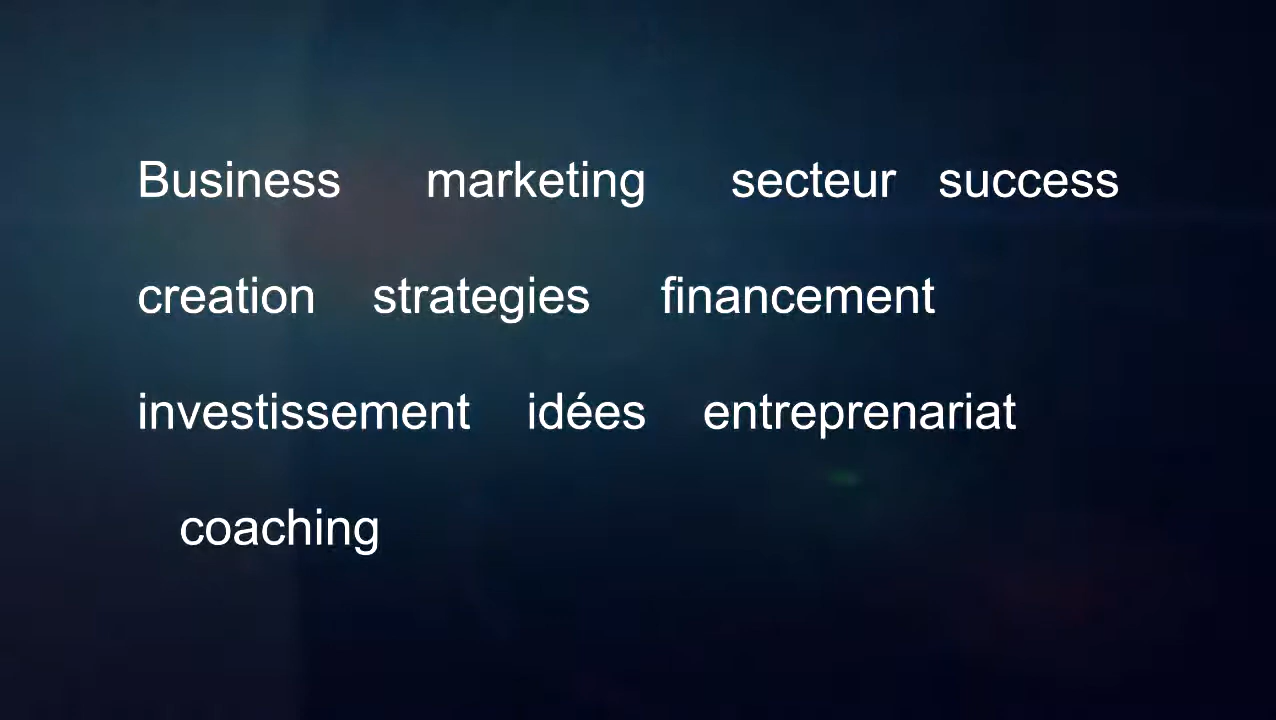 Business marketing secteur success
creation strategies financement
investissement idées entreprenariat
coaching